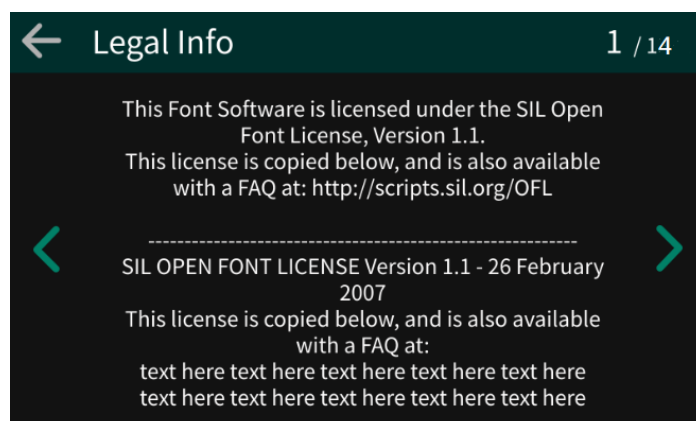 Legal Info
1 / 14
This Font Software is licensed under the SIL Open
Font License, Version 1.1.
This license is copied below, and is also available
with a FAQ at: http://scripts.sil.org/OFL
-----------------------------------------------------------
SIL OPEN FONT LICENSE Version 1.1 - 26 February
2007
This license is copied below, and is also available
with a FAQ at:
text here text here text here text here text here
text here text here text here text here text here